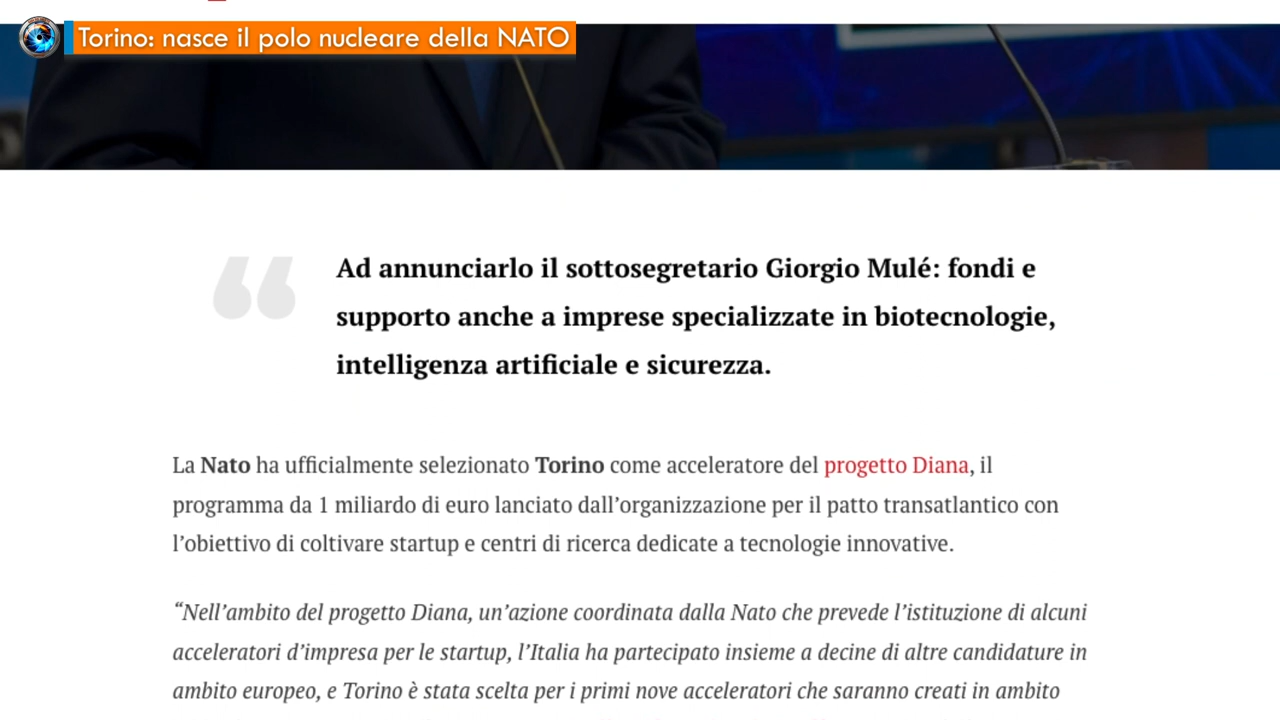 Torino: nasce il polo nucleare della NATO
“
Ad annunciarlo il sottosegretario Giorgio Mulé: fondi e
supporto anche a imprese specializzate in biotecnologie,
intelligenza artificiale e sicurezza.
La Nato ha ufficialmente selezionato Torino come acceleratore del progetto Diana, il
programma da 1 miliardo di euro lanciato dall’organizzazione per il patto transatlantico con
l’obiettivo di coltivare startup e centri di ricerca dedicate a tecnologie innovative.
“Nell’ambito del progetto Diana, un’azione coordinata dalla Nato che prevede l’istituzione di alcuni
acceleratori d’impresa per le startup, l’Italia ha partecipato insieme a decine di altre candidature in
ambito europeo, e Torino è stata scelta per i primi nove acceleratori che saranno creati in ambito